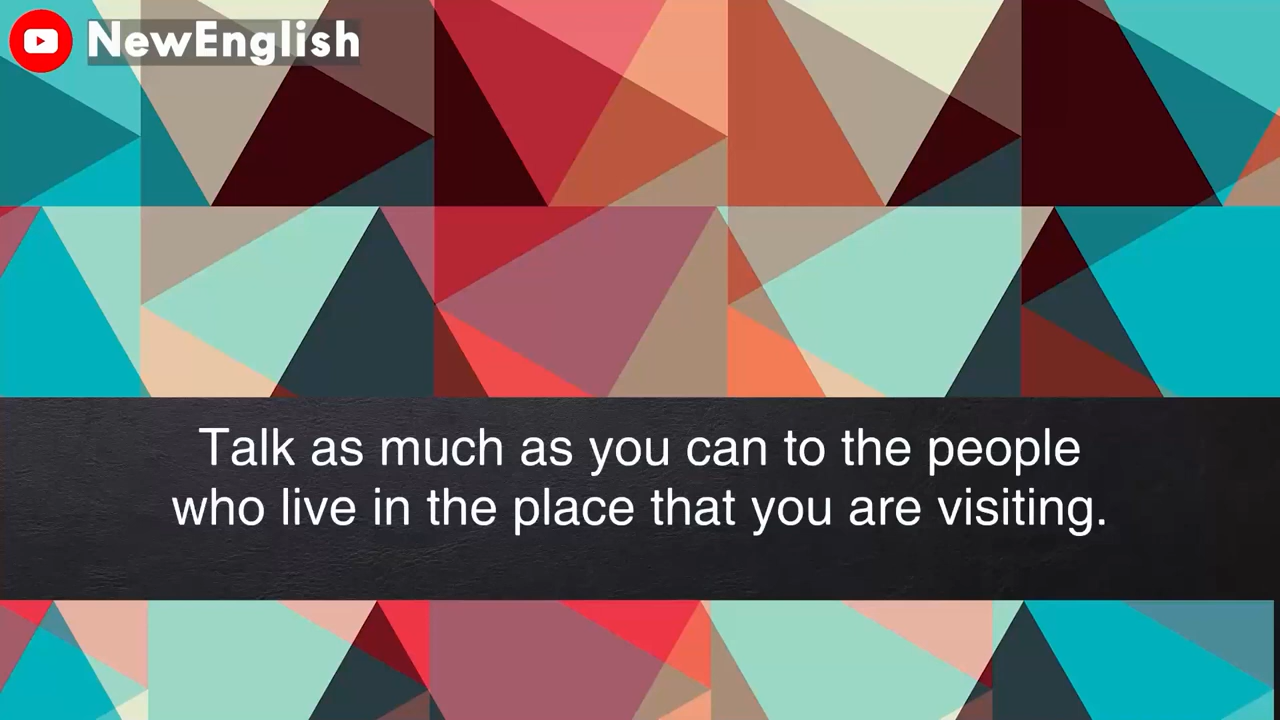 NewEnglish
Talk as much as you can to the people
who live in the place that you are visiting.